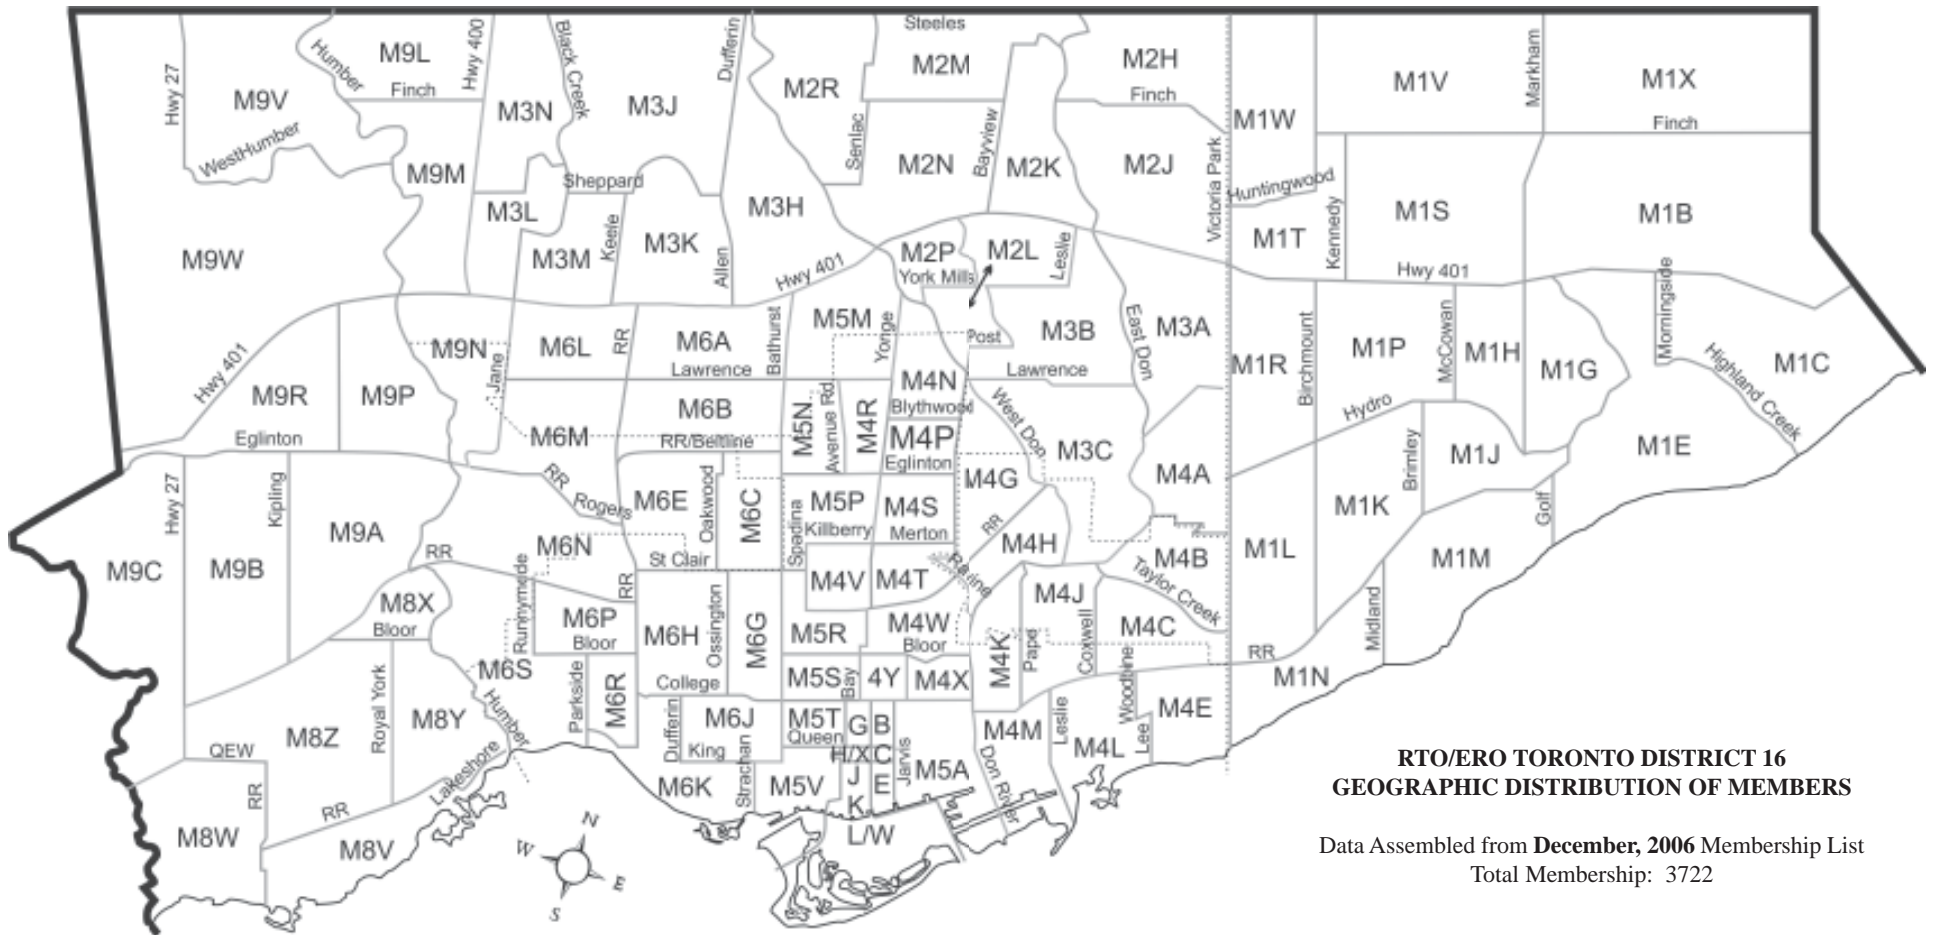 Steeles
Hwy 27
M9V
Humber
M9L
Finch
Hwy 400
M3N
Black Creek
M3J
Dufferin
M2R
M2M
Senlac
Bayview
M2H
Finch
M1W
M1V
Markham
M1X
Finch
WestHumber
M9M
Sheppard
M2N
M2K
M2J
Victoria Park
Huntingwood
M9W
M3L
M3M
Keele
M3K
Allen
M3H
M2P
York Mills
M2L
Leslie
M1T
Kennedy
M1S
M1B
Hwy 401
Hwy 401
Hwy 401
M9R
M9P
M9N
Jane
M6L
RR
M6A
Lawrence
Bathurst
M5M
Yonge
Post
M3B
Lawrence
East Don
M3A
M1R
Birchmount
M1P
McCowan
M1H
M1G
Morningside
Highland Creek
M1C
Hydro
Eglinton
M6M
M6B
RR/Beltline
M5N
Avenue Rd
M4R
M4N
Blythwood
M4P
Eglinton
West Don
M3C
M4A
Brimley
M1J
M1E
Hwy 27
Kipling
M9A
RR
Rogers
M6E
Oakwood
M6C
Spadina
M5P
Killberry
M4S
Merton
M4G
RR
M4H
M1K
Golf
M9C
M9B
RR
M6N
St Clair
M4V
M4T
Ravine
M4B
Taylor Creek
M1L
M1M
M8X
Bloor
Runnymede
M6P
Bloor
RR
M6H
Ossington
M6G
M5R
M4W
Bloor
M4K
Pape
M4J
Coxwell
M4C
Midland
RR
M1N
M6S
Humber
Parkside
M6R
College
M5S
Bay
4Y
M4X
Woodbine
M4E
Royal York
M8Z
M8Y
Dufferin
M6J
King
Strachan
M5T
Queen
G
B
H/X
C
J
E
K
Jarvis
M5A
M4M
Don River
Leslie
M4L
Lee
QEW
RR
RR
Lakeshore
M6K
M5V
L/W
M8W
M8V
N
W
E
S
RTO/ERO TORONTO DISTRICT 16
GEOGRAPHIC DISTRIBUTION OF MEMBERS
Data Assembled from December, 2006 Membership List
Total Membership: 3722